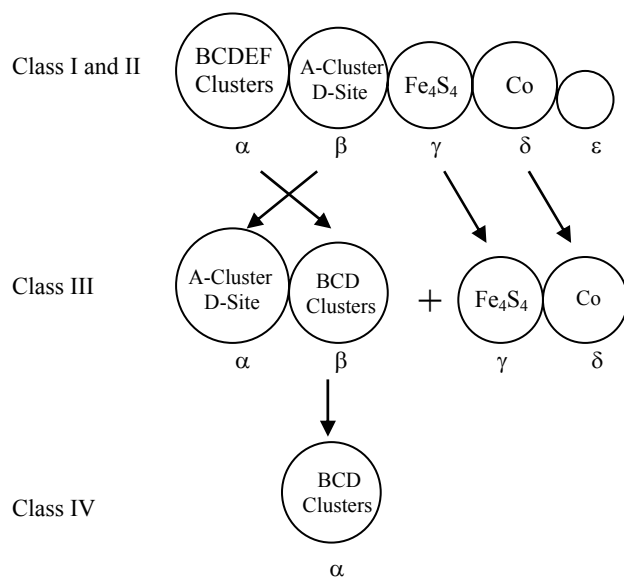 Class I and II
BCDEF
Clusters
A-Cluster
D-Site
Fe₄S₄
Co
α
β
γ
δ
ε
Class III
A-Cluster
D-Site
BCD
Clusters
+
Fe₄S₄
Co
α
β
γ
δ
Class IV
BCD
Clusters
α